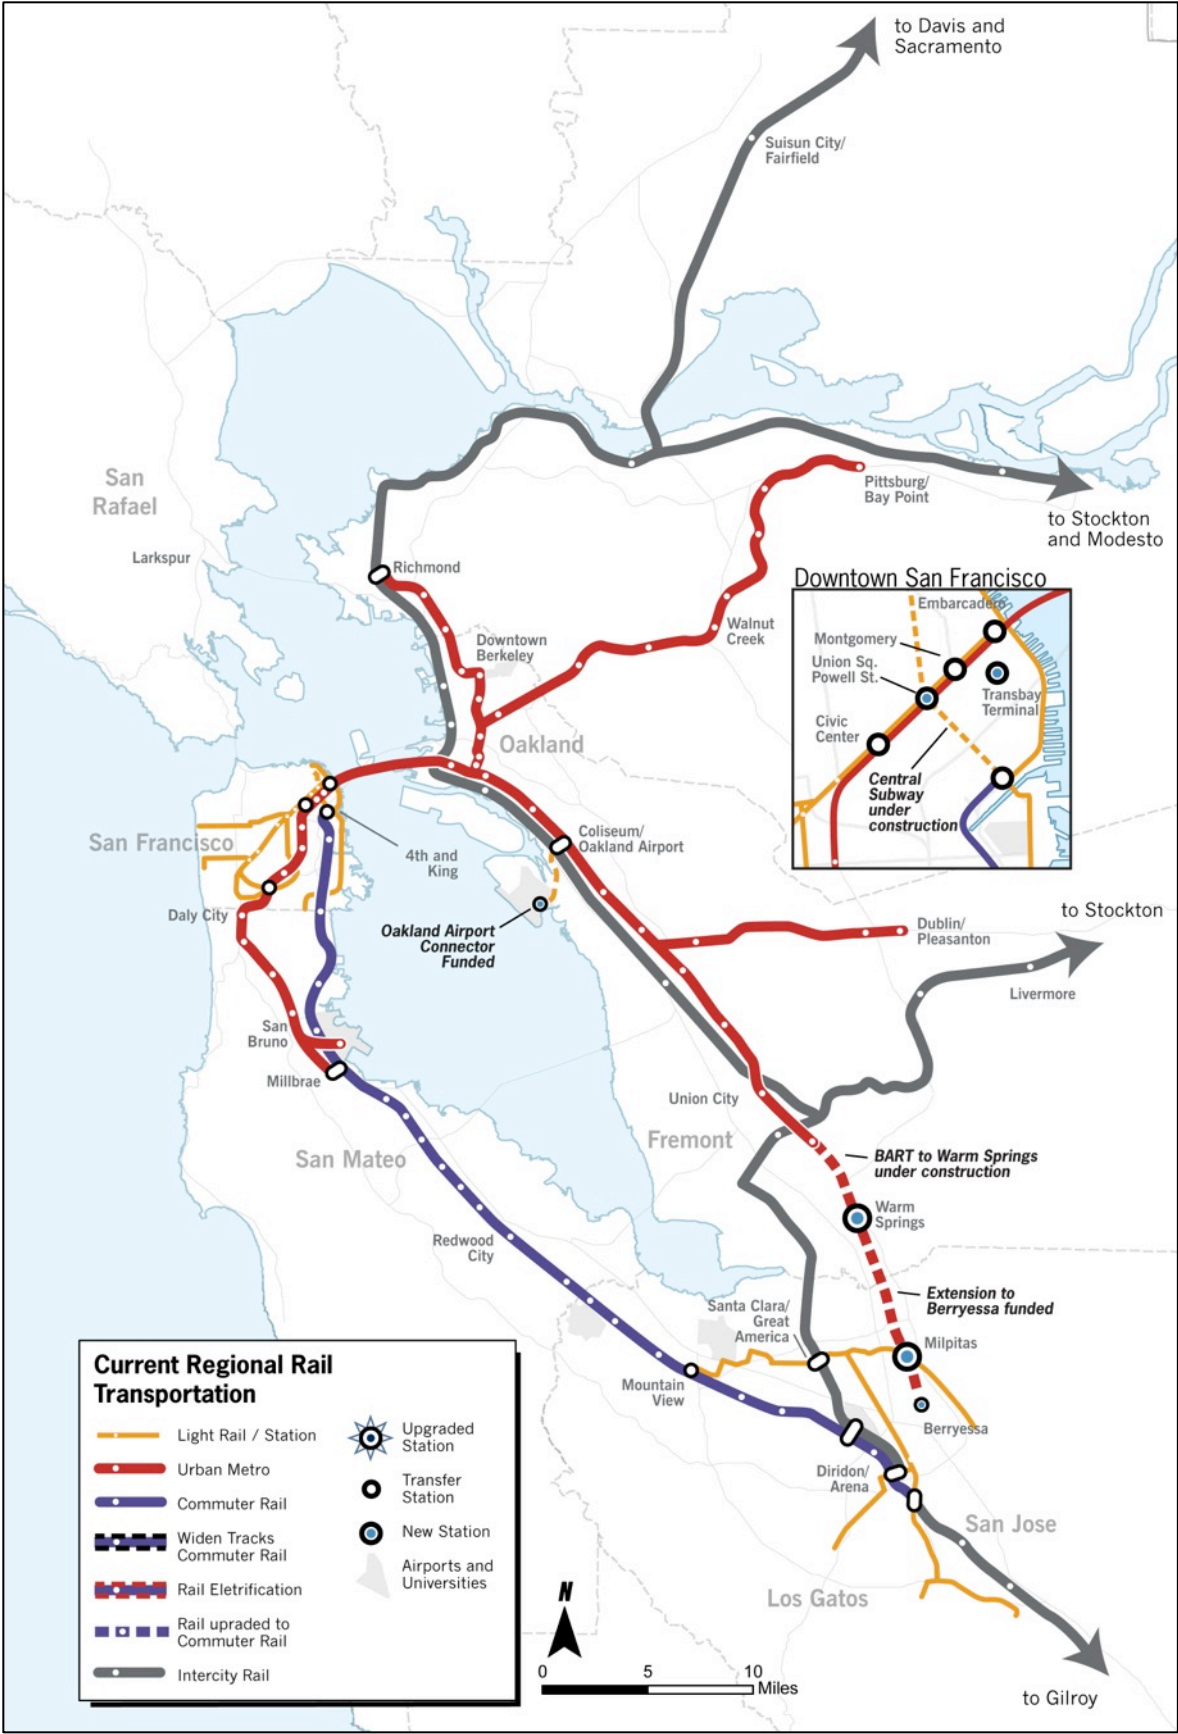 to Davis and
Sacramento
Suisun City/
Fairfield
San
Rafael
Larkspur
Pittsburg/
Bay Point
to Stockton
and Modesto
Richmond
Downtown
Berkeley
Walnut
Creek
Oakland
Downtown San Francisco
Embarcadero
Montgomery
Union Sq.
Powell St.
Transbay
Terminal
Civic
Center
Central
Subway
under
construction
San Francisco
4th and
King
Coliseum/
Oakland Airport
Daly City
Oakland Airport
Connector
Funded
Dublin/
Pleasanton
to Stockton
Livermore
San
Bruno
Millbrae
Union City
San Mateo
Fremont
BART to Warm Springs
under construction
Warm
Springs
Redwood
City
Extension to
Berryessa funded
Santa Clara/
Great
America
Milpitas
Mountain
View
Berryessa
Diridon/
Arena
San Jose
Los Gatos
to Gilroy
Current Regional Rail
Transportation
Light Rail / Station
Urban Metro
Commuter Rail
Widen Tracks
Commuter Rail
Rail Eletrification
Rail upraded to
Commuter Rail
Intercity Rail
Upgraded
Station
Transfer
Station
New Station
Airports and
Universities
N
0 5 10
Miles